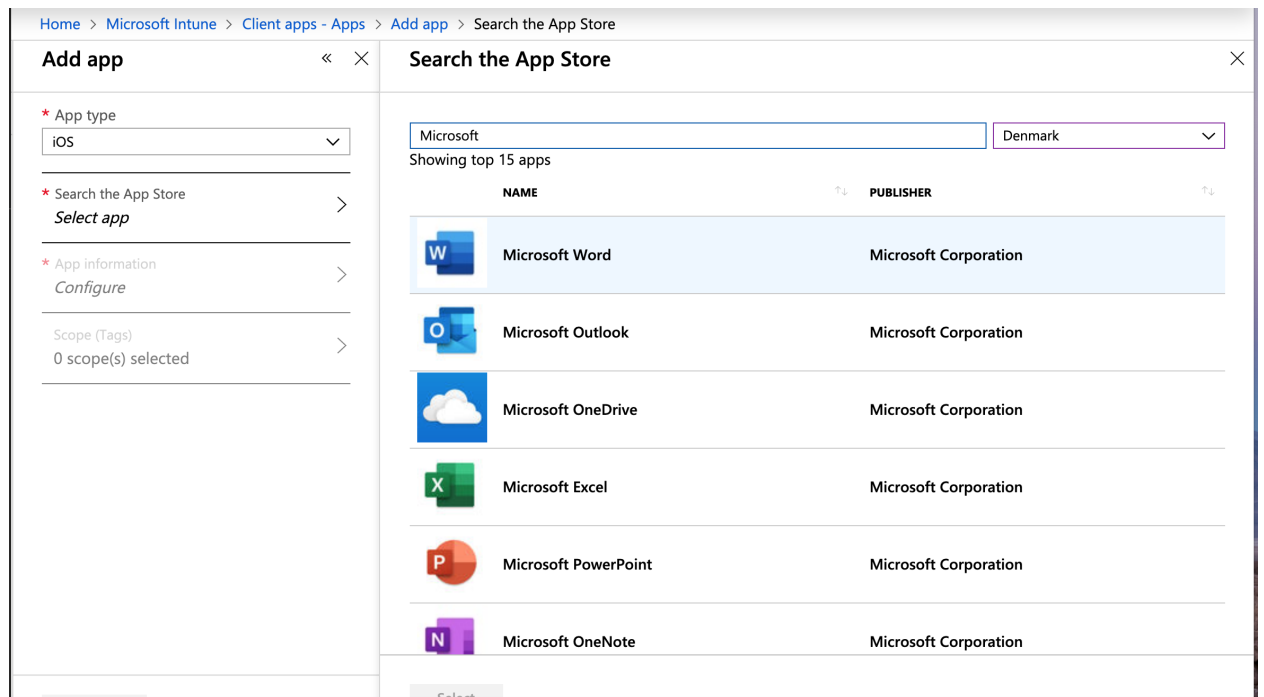 Home > Microsoft Intune > Client apps - Apps > Add app > Search the App Store
Add app
Search the App Store
* App type
iOS
* Search the App Store
Select app
* App information
Configure
Scope (Tags)
0 scope(s) selected
Microsoft
Denmark
Showing top 15 apps
NAME PUBLISHER
W
Microsoft Word Microsoft Corporation
O
Microsoft Outlook Microsoft Corporation
Microsoft OneDrive Microsoft Corporation
X
Microsoft Excel Microsoft Corporation
P
Microsoft PowerPoint Microsoft Corporation
N
Microsoft OneNote Microsoft Corporation
Select